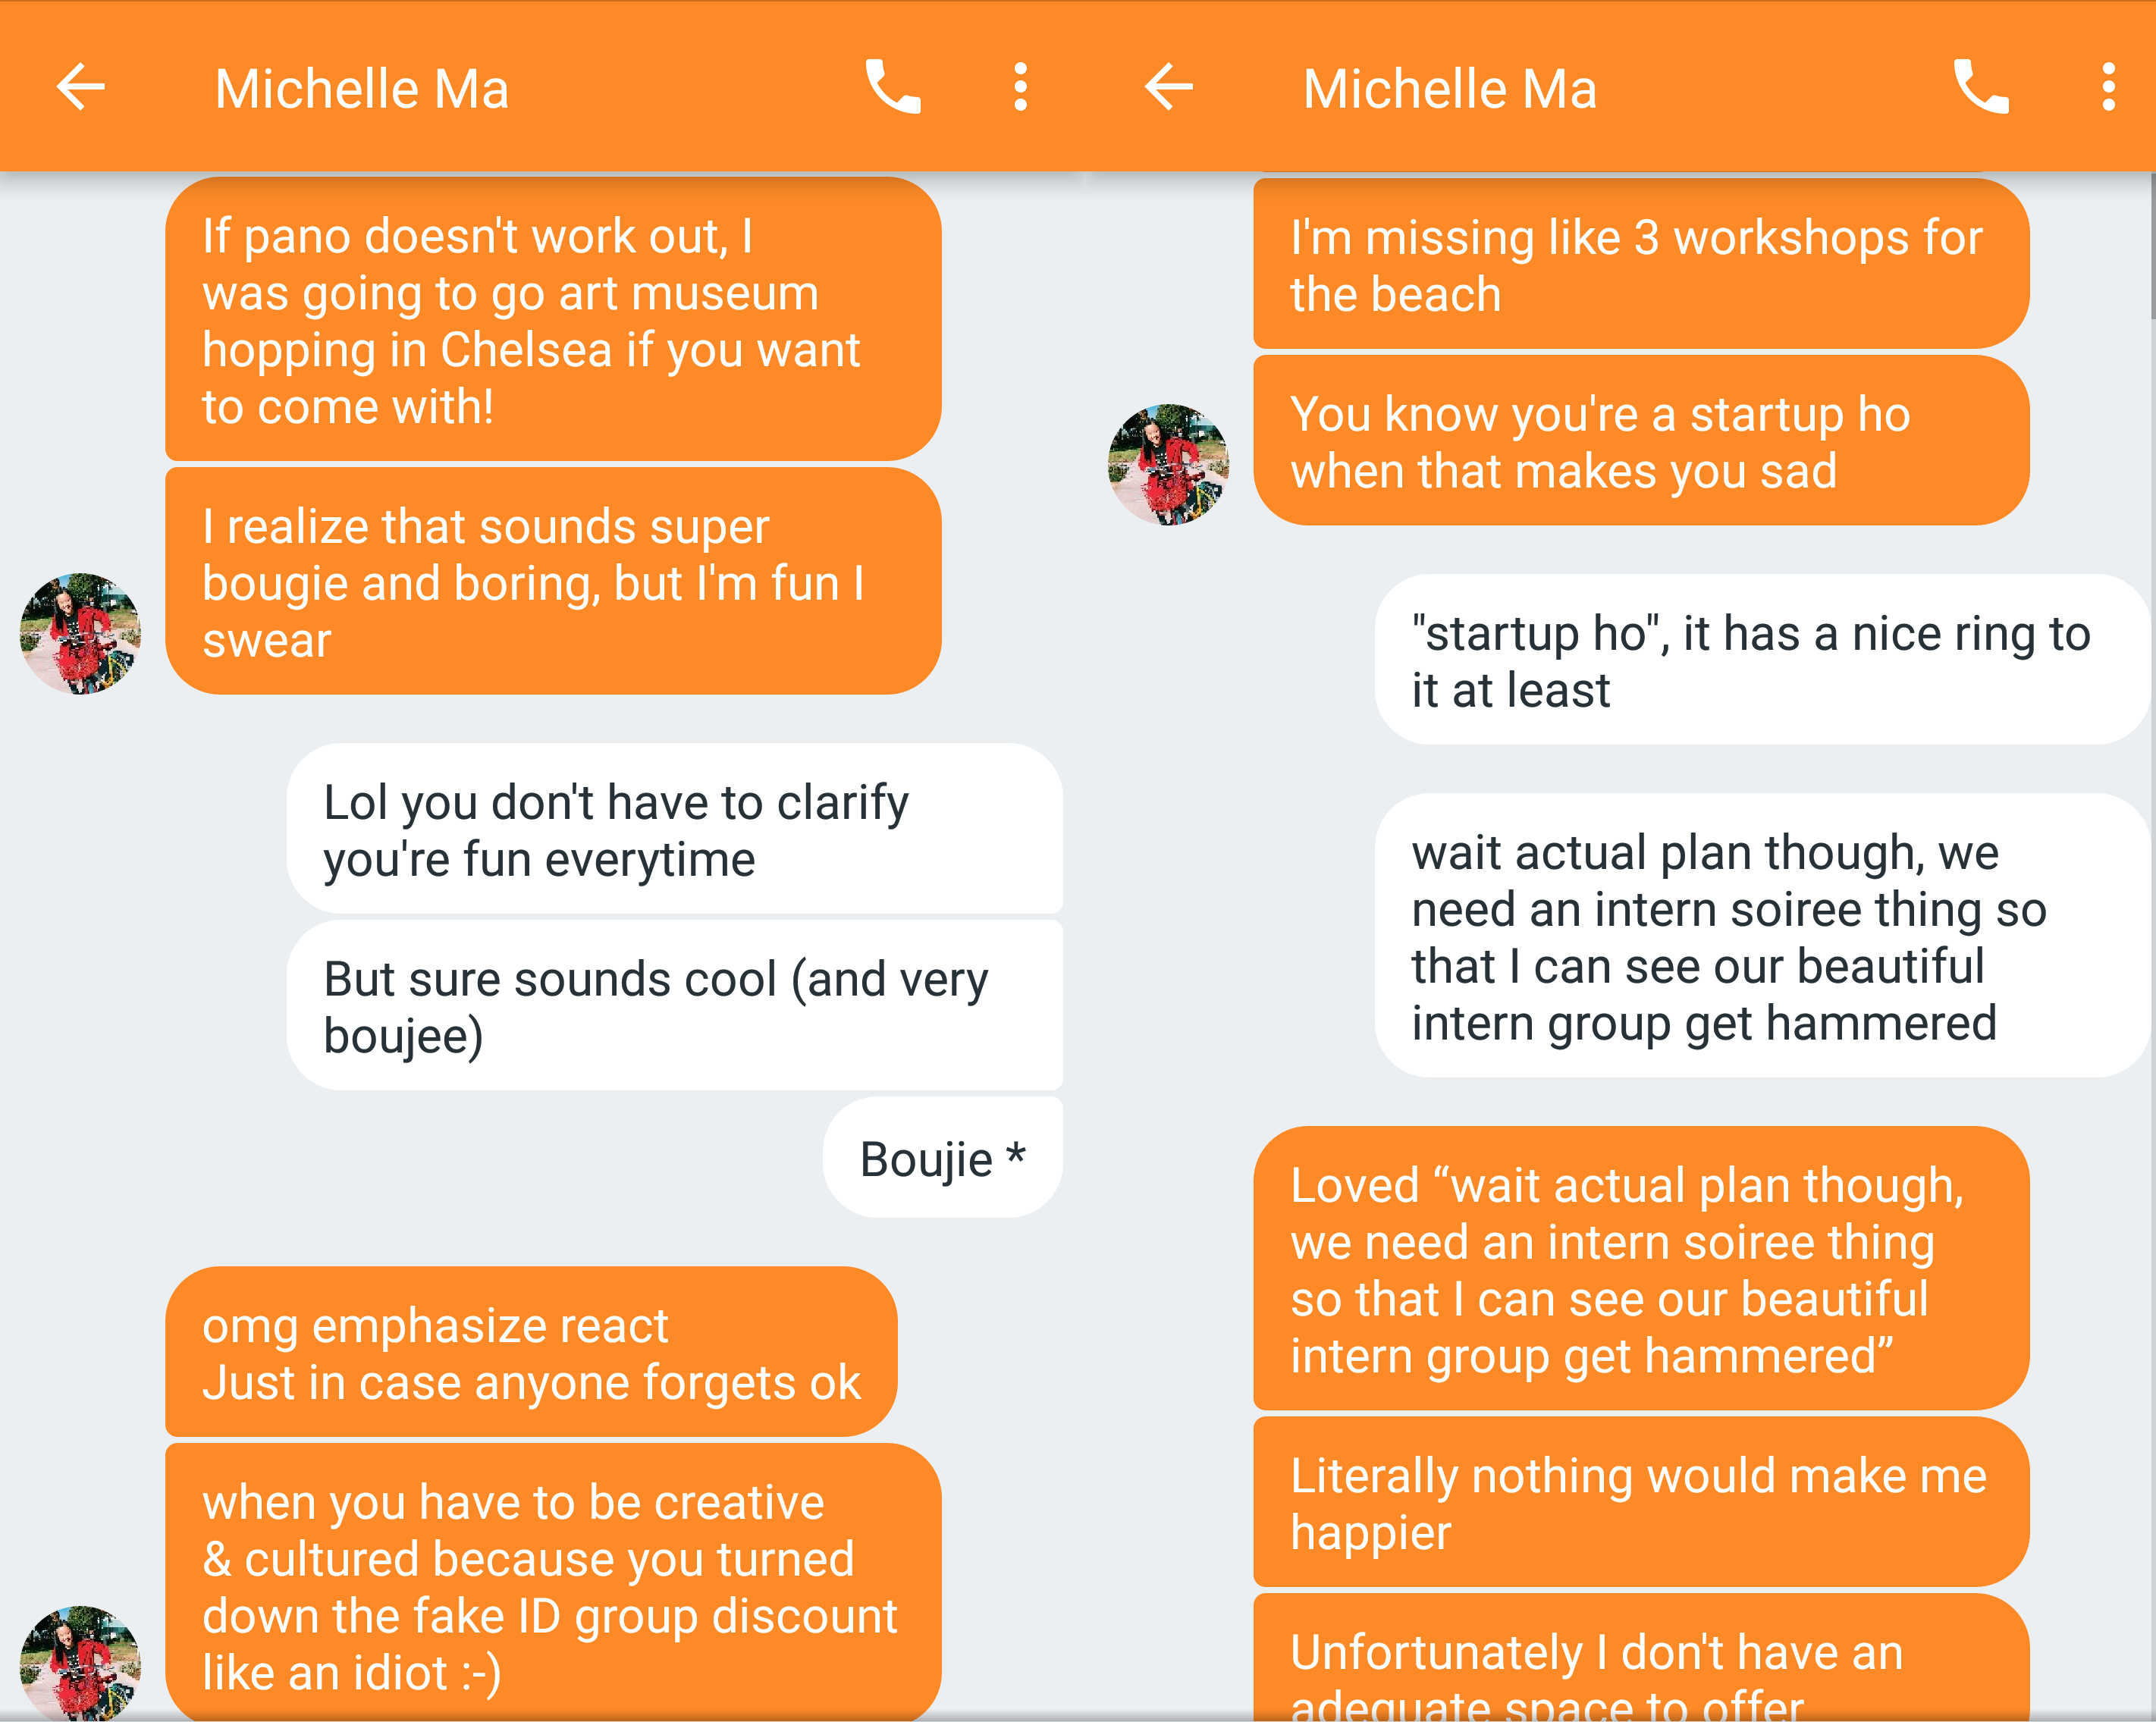 Michelle Ma
If pano doesn't work out, I
was going to go art museum
hopping in Chelsea if you want
to come with!
I realize that sounds super
bougie and boring, but I'm fun I
swear
Lol you don't have to clarify
you're fun everytime
But sure sounds cool (and very
boujee)
Boujie *
omg emphasize react
Just in case anyone forgets ok
when you have to be creative
& cultured because you turned
down the fake ID group discount
like an idiot :-)
Michelle Ma
I'm missing like 3 workshops for
the beach
You know you're a startup ho
when that makes you sad
"startup ho", it has a nice ring to
it at least
wait actual plan though, we
need an intern soiree thing so
that I can see our beautiful
intern group get hammered
Loved “wait actual plan though,
we need an intern soiree thing
so that I can see our beautiful
intern group get hammered”
Literally nothing would make me
happier
Unfortunately I don't have an
adequate space to offer